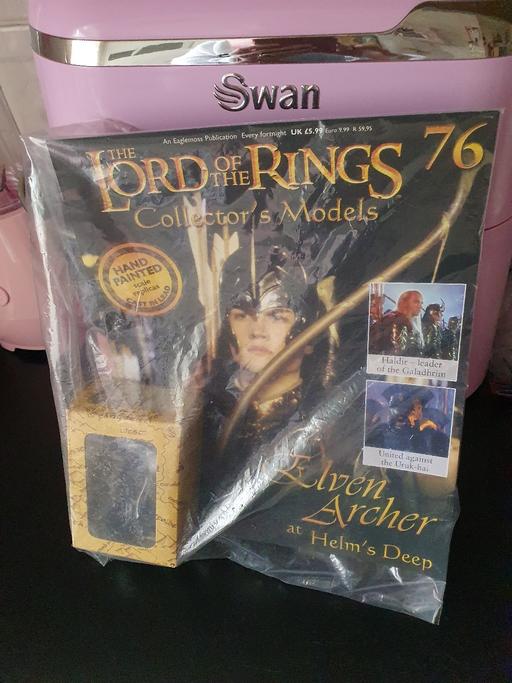 Swan
An Eaglemoss Publication Every fortnight UK £5.99 Euro 9.99 R 59,95
THE LORD OF THE RINGS 76
Collector's Models
HAND PAINTED
scale replicas
Haldir – leader
of the Galadhrim
United against
the Uruk-hai
Elven
Archer
at Helm's Deep